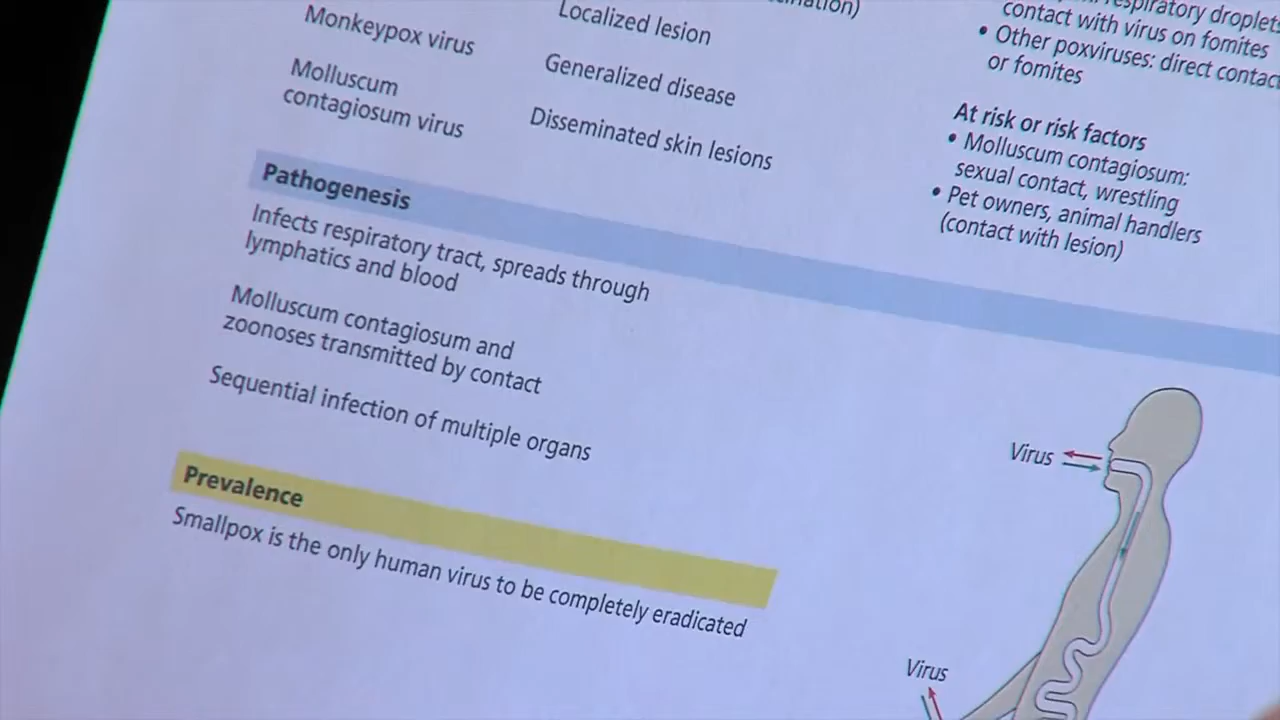 Monkeypox virus
Molluscum
contagiosum virus
Localized lesion
Generalized disease
Disseminated skin lesions
respiratory droplets
contact with virus on fomites
• Other poxviruses: direct contact
or fomites
At risk or risk factors
• Molluscum contagiosum:
sexual contact, wrestling
• Pet owners, animal handlers
(contact with lesion)
Pathogenesis
Infects respiratory tract, spreads through
lymphatics and blood
Molluscum contagiosum and
zoonoses transmitted by contact
Sequential infection of multiple organs
Virus
Prevalence
Smallpox is the only human virus to be completely eradicated
Virus